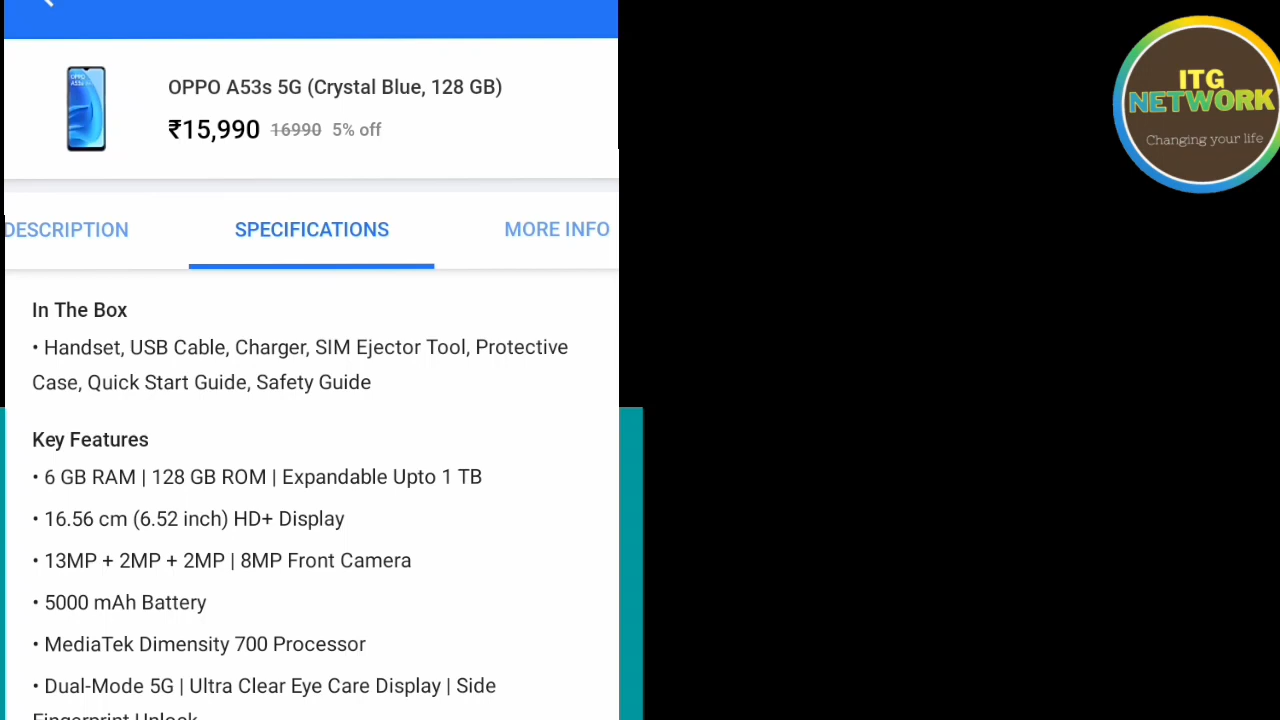 OPPO A53s 5G (Crystal Blue, 128 GB)
₹15,990 16990 5% off
DESCRIPTION SPECIFICATIONS MORE INFO
In The Box
• Handset, USB Cable, Charger, SIM Ejector Tool, Protective
Case, Quick Start Guide, Safety Guide
Key Features
• 6 GB RAM | 128 GB ROM | Expandable Upto 1 TB
• 16.56 cm (6.52 inch) HD+ Display
• 13MP + 2MP + 2MP | 8MP Front Camera
• 5000 mAh Battery
• MediaTek Dimensity 700 Processor
• Dual-Mode 5G | Ultra Clear Eye Care Display | Side
Fingerprint Unlock
ITG
NETWORK
Changing your life